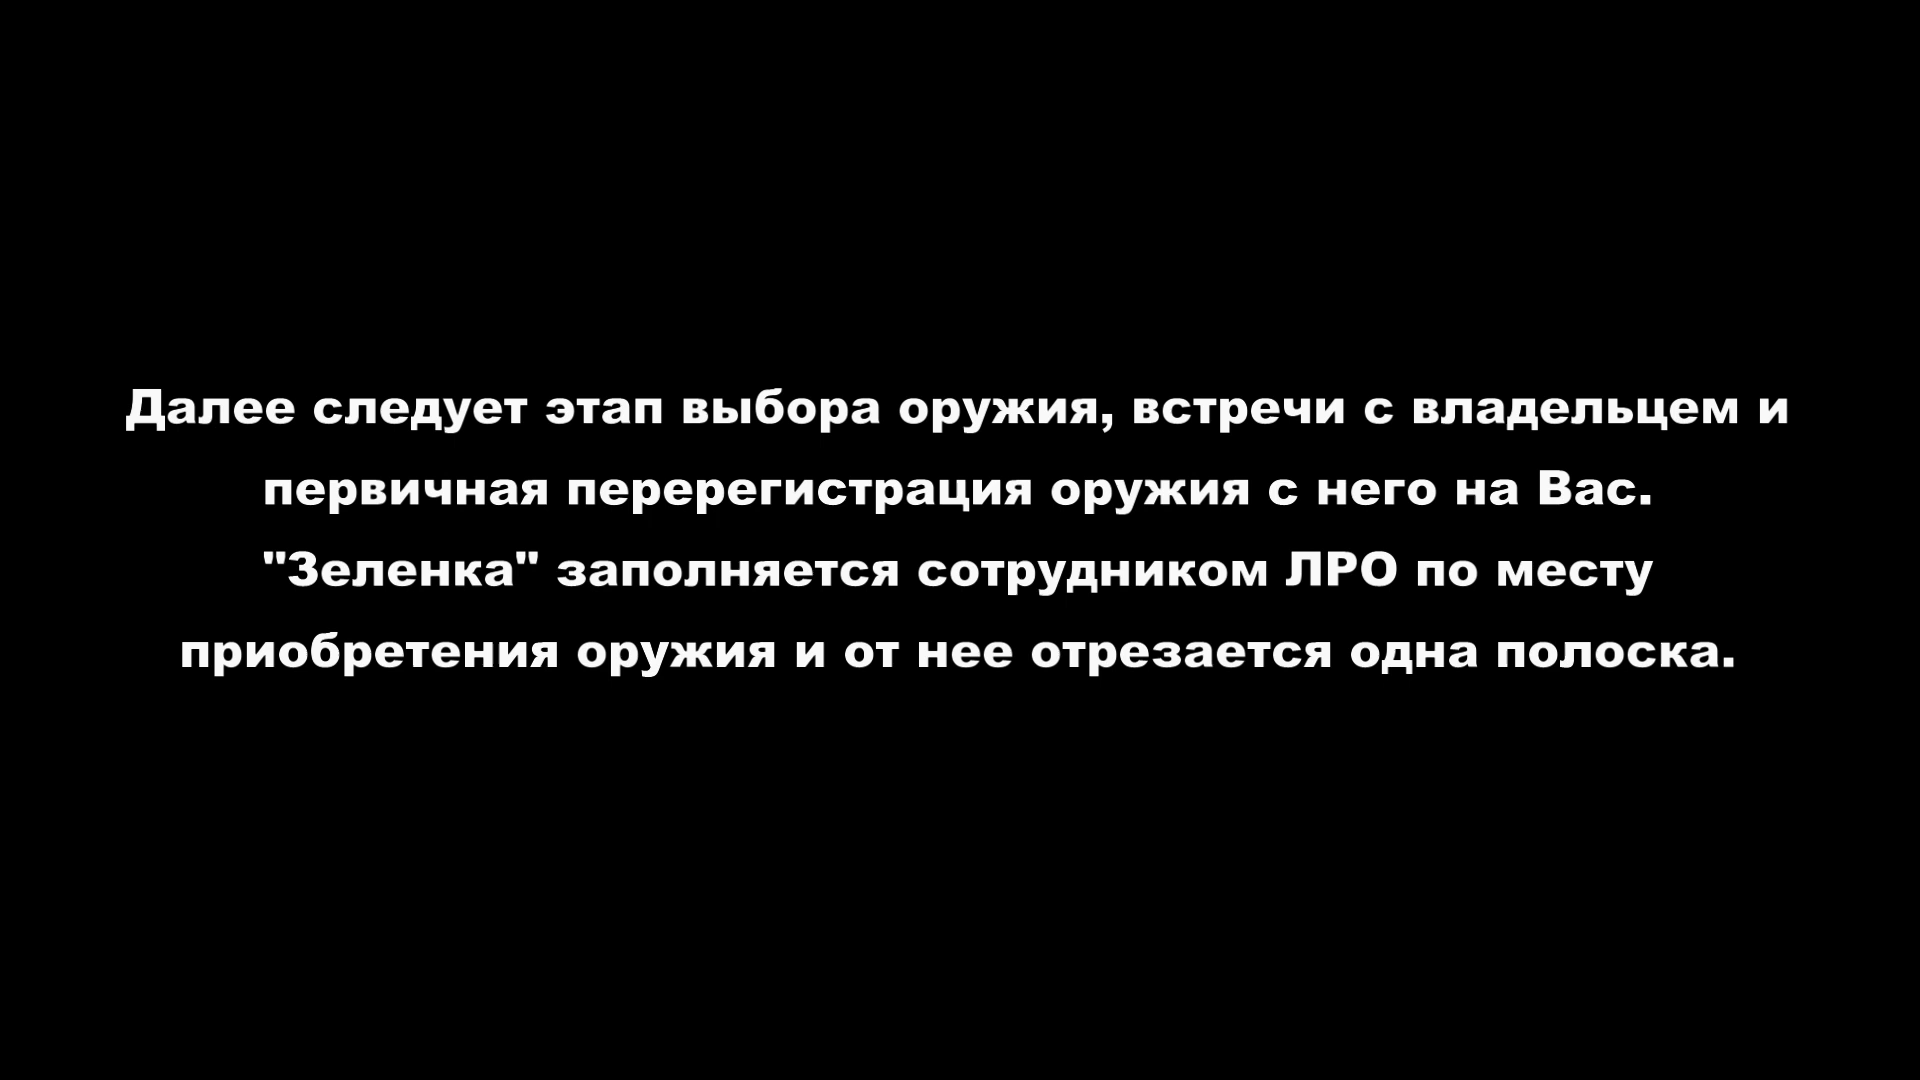 Далее следует этап выбора оружия, встречи с владельцем и
первичная перерегистрация оружия с него на Вас.
"Зеленка" заполняется сотрудником ЛРО по месту
приобретения оружия и от нее отрезается одна полоска.